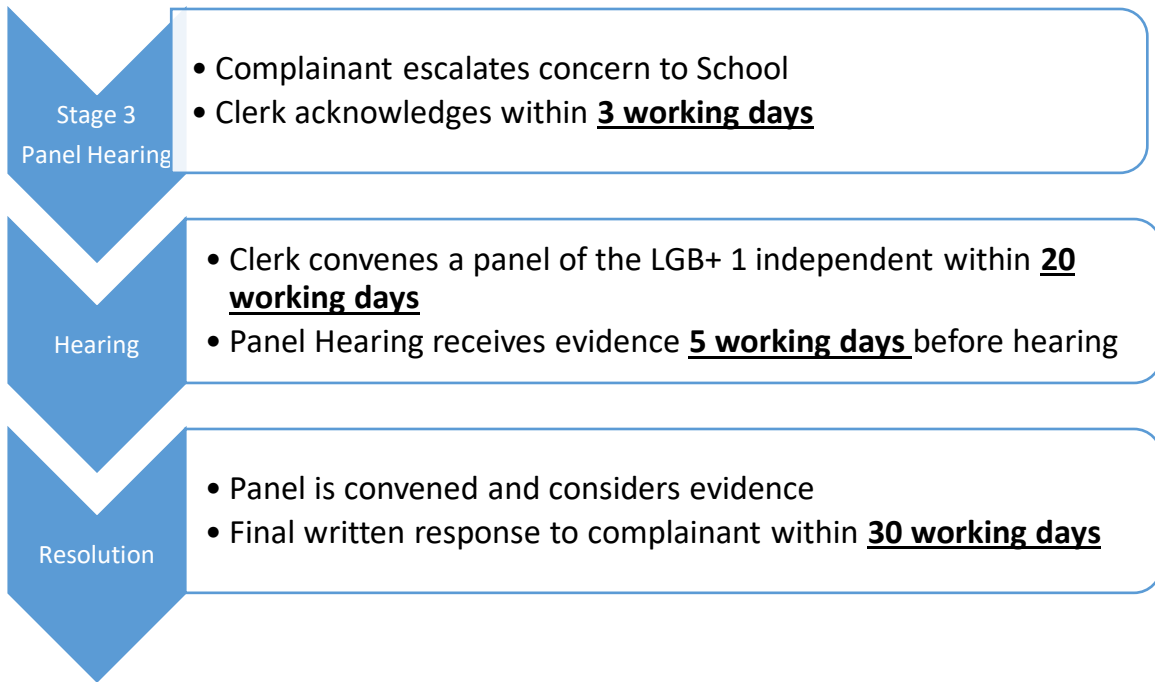 Stage 3
Panel Hearing
• Complainant escalates concern to School
• Clerk acknowledges within 3 working days
Hearing
• Clerk convenes a panel of the LGB+ 1 independent within 20
working days
• Panel Hearing receives evidence 5 working days before hearing
Resolution
• Panel is convened and considers evidence
• Final written response to complainant within 30 working days